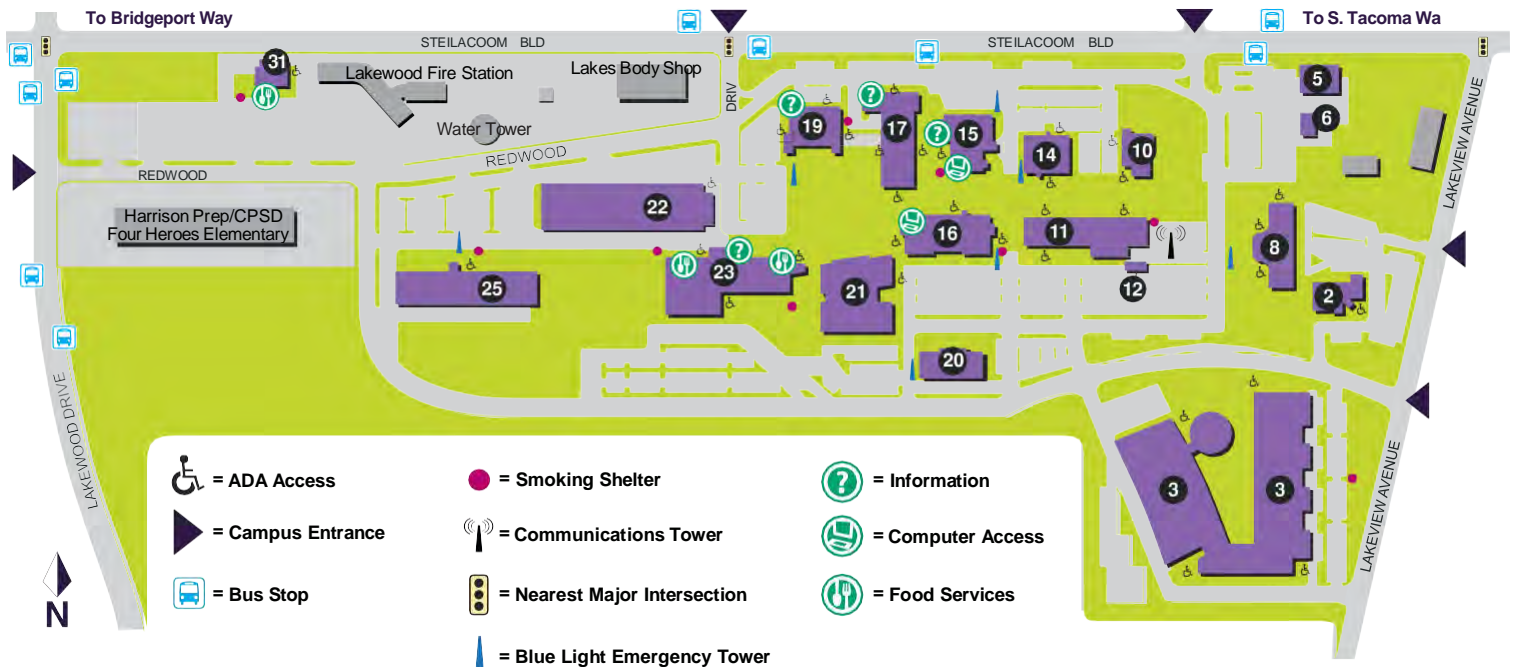 To Bridgeport Way
To S. Tacoma Wa
STEILACOOM BLD
STEILACOOM BLD
31
Lakewood Fire Station
Lakes Body Shop
DRIV
5
6
19
17
15
14
10
Water Tower
REDWOOD
REDWOOD
LAKEVIEW AVENUE
22
Harrison Prep/CPSD
Four Heroes Elementary
16
11
8
23
25
21
12
2
20
LAKEWOOD DRIVE
3
3
LAKEVIEW AVENUE
= ADA Access
= Smoking Shelter
? = Information
= Campus Entrance
= Communications Tower
= Computer Access
N
= Bus Stop
= Nearest Major Intersection
= Food Services
= Blue Light Emergency Tower